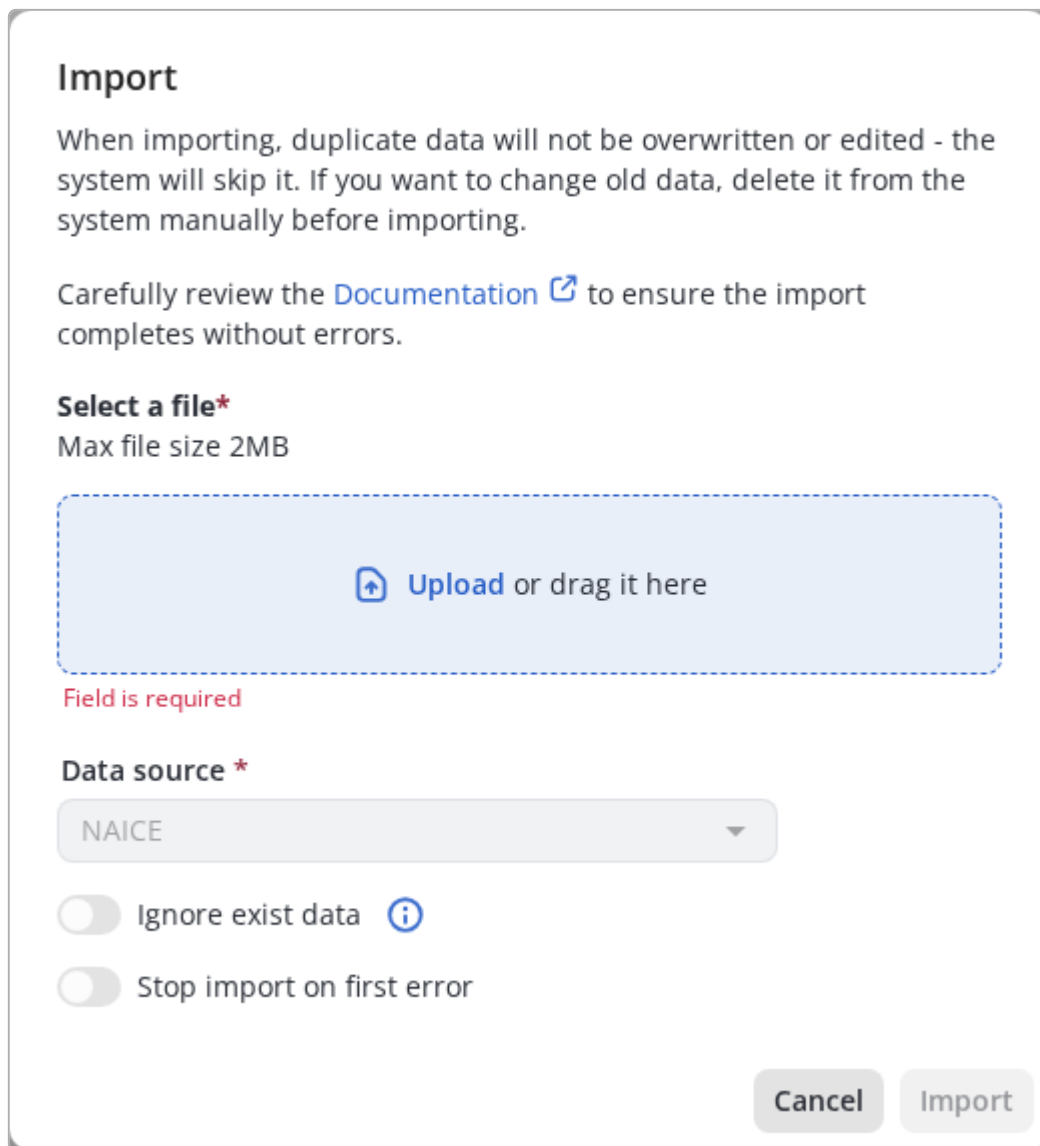 Import
When importing, duplicate data will not be overwritten or edited - the
system will skip it. If you want to change old data, delete it from the
system manually before importing.
Carefully review the Documentation to ensure the import
completes without errors.
Select a file*
Max file size 2MB
Upload or drag it here
Field is required
Data source *
NAICE
Ignore exist data
Stop import on first error
Cancel Import